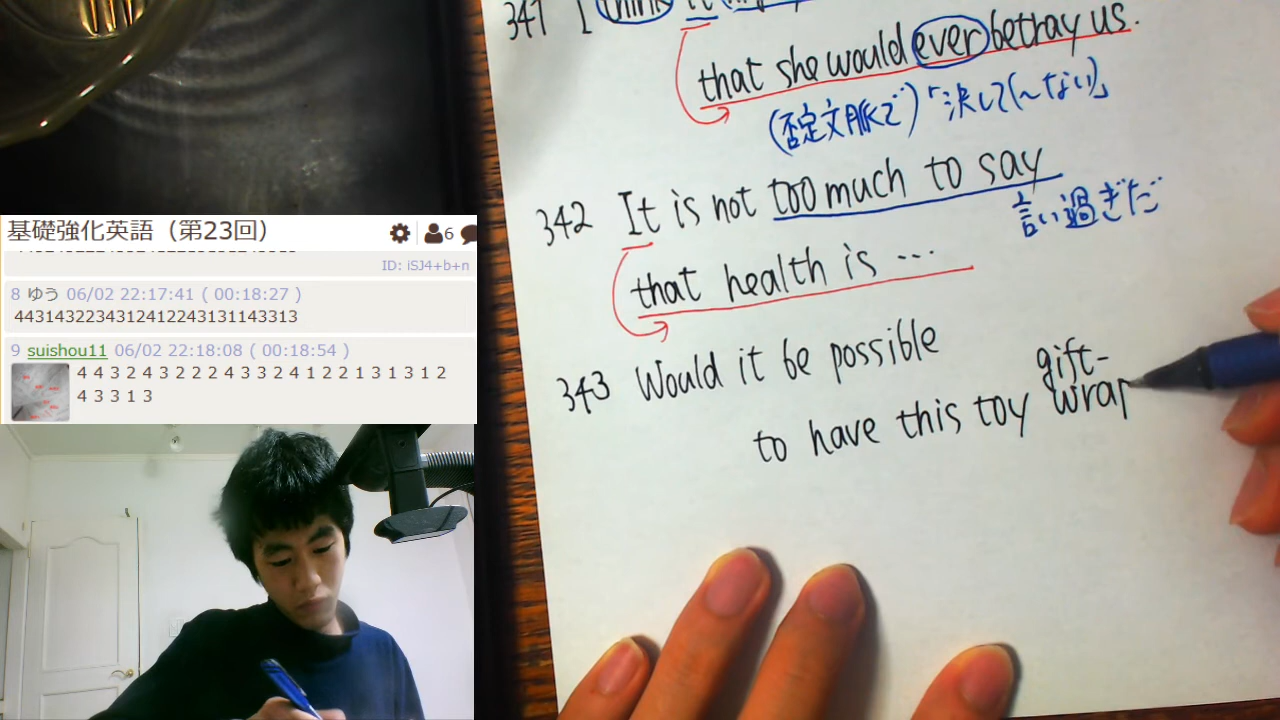 341 I think it
that she would ever betray us.
(否定文脈で)「決して(~ない)」
342 It is not too much to say
言い過ぎだ
that health is ...
343 Would it be possible
gift-
to have this toy wrap
基礎強化英語（第23回）
6
ID: iSJ4+b+n
8 ゆう 06/02 22:17:41 ( 00:18:27 )
4431432234312412243131143313
9 suishou11 06/02 22:18:08 ( 00:18:54 )
4 4 3 2 4 3 2 2 2 4 3 3 2 4 1 2 2 1 3 1 3 1 2
4 3 3 1 3